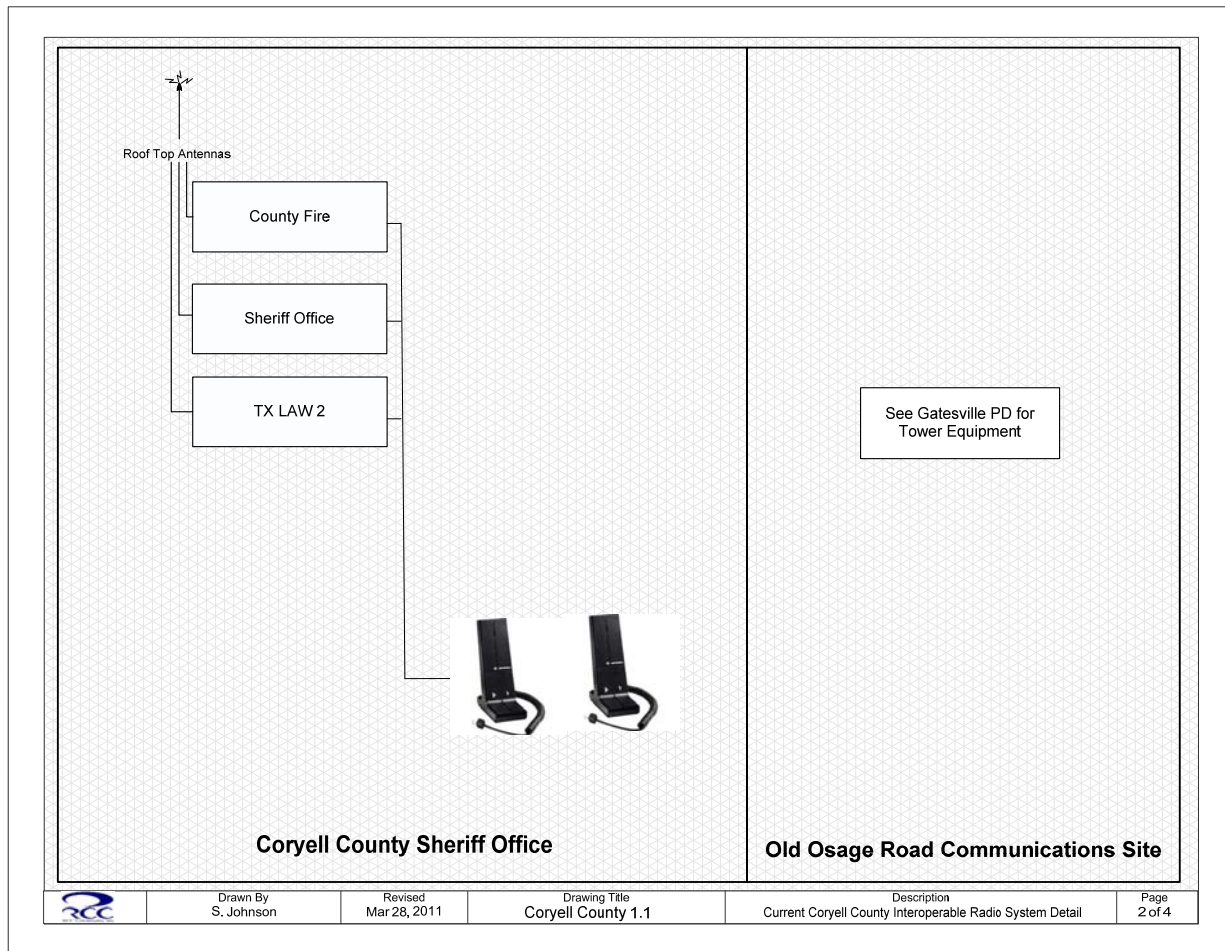 Roof Top Antennas
County Fire
Sheriff Office
TX LAW 2
See Gatesville PD for
Tower Equipment
Coryell County Sheriff Office
Old Osage Road Communications Site
RCC
Drawn By
S. Johnson
Revised
Mar 28, 2011
Drawing Title
Coryell County 1.1
Description
Current Coryell County Interoperable Radio System Detail
Page
2 of 4